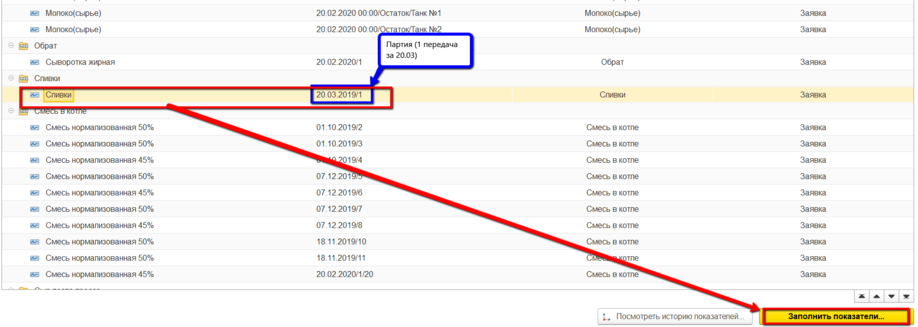 Молоко(сырье) 20.02.2020 00:00/Остаток/Танк №1 Молоко(сырье) Заявка
Молоко(сырье) 20.02.2020 00:00/Остаток/Танк №2 Молоко(сырье) Заявка
Партия (1 передача
за 20.03)
Обрат
Сыворотка жирная 20.02.2020/1 Обрат Заявка
Сливки
Сливки 20.03.2019/1 Сливки Заявка
Смесь в котле
Смесь нормализованная 50% 01.10.2019/2 Смесь в котле Заявка
Смесь нормализованная 50% 01.10.2019/3 Смесь в котле Заявка
Смесь нормализованная 45% 10.2019/4 Смесь в котле Заявка
Смесь нормализованная 50% 07.12.2019/5 Смесь в котле Заявка
Смесь нормализованная 45% 07.12.2019/6 Смесь в котле Заявка
Смесь нормализованная 50% 07.12.2019/7 Смесь в котле Заявка
Смесь нормализованная 45% 07.12.2019/8 Смесь в котле Заявка
Смесь нормализованная 50% 18.11.2019/10 Смесь в котле Заявка
Смесь нормализованная 50% 18.11.2019/11 Смесь в котле Заявка
Смесь нормализованная 45% 20.02.2020/1/20 Смесь в котле Заявка
Посмотреть историю показателей...
Заполнить показатели...